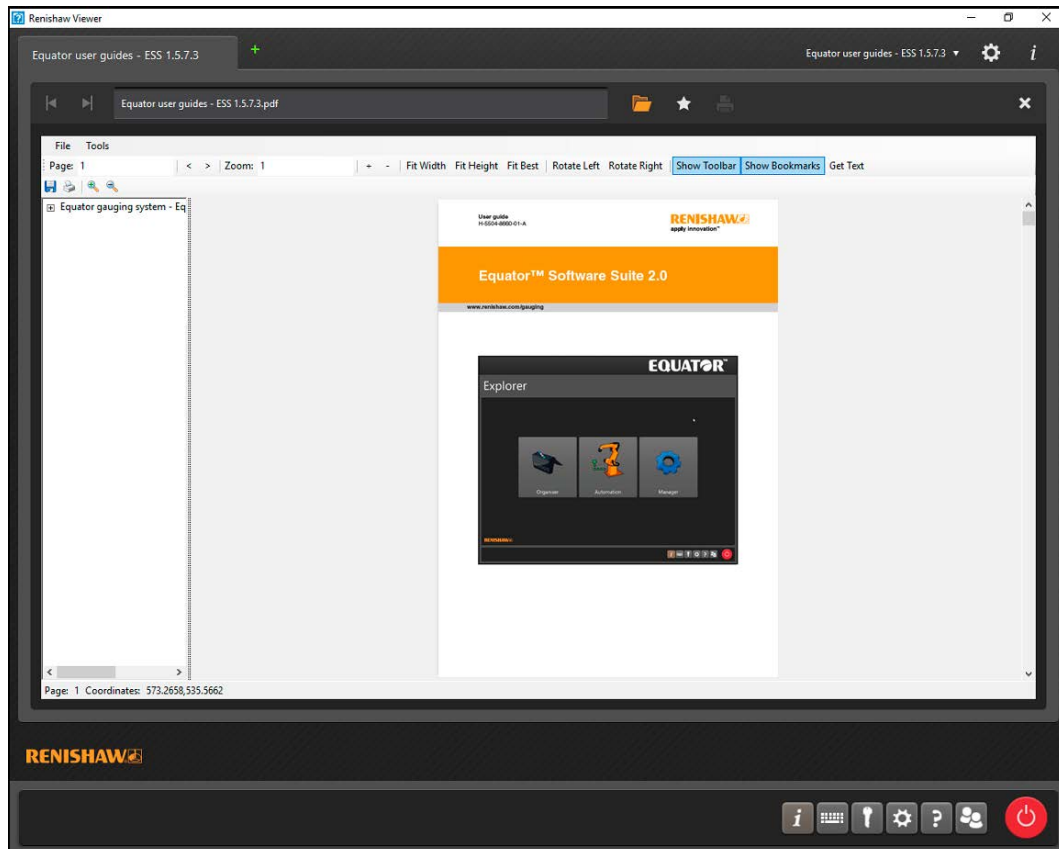 Renishaw Viewer
Equator user guides - ESS 1.5.7.3
+
Equator user guides - ESS 1.5.7.3
i
Equator user guides - ESS 1.5.7.3.pdf
File Tools
Page: 1 < > Zoom: 1 + - Fit Width Fit Height Fit Best Rotate Left Rotate Right Show Toolbar Show Bookmarks Get Text
Equator gauging system - Eq
User guide
H-5504-8660-01-A
RENISHAW
apply innovation™
Equator™ Software Suite 2.0
www.renishaw.com/gauging
EQUATOR™
Explorer
Organiser Automation Manager
RENISHAW
Page: 1 Coordinates: 573.2658,535.5662
RENISHAW
i ?